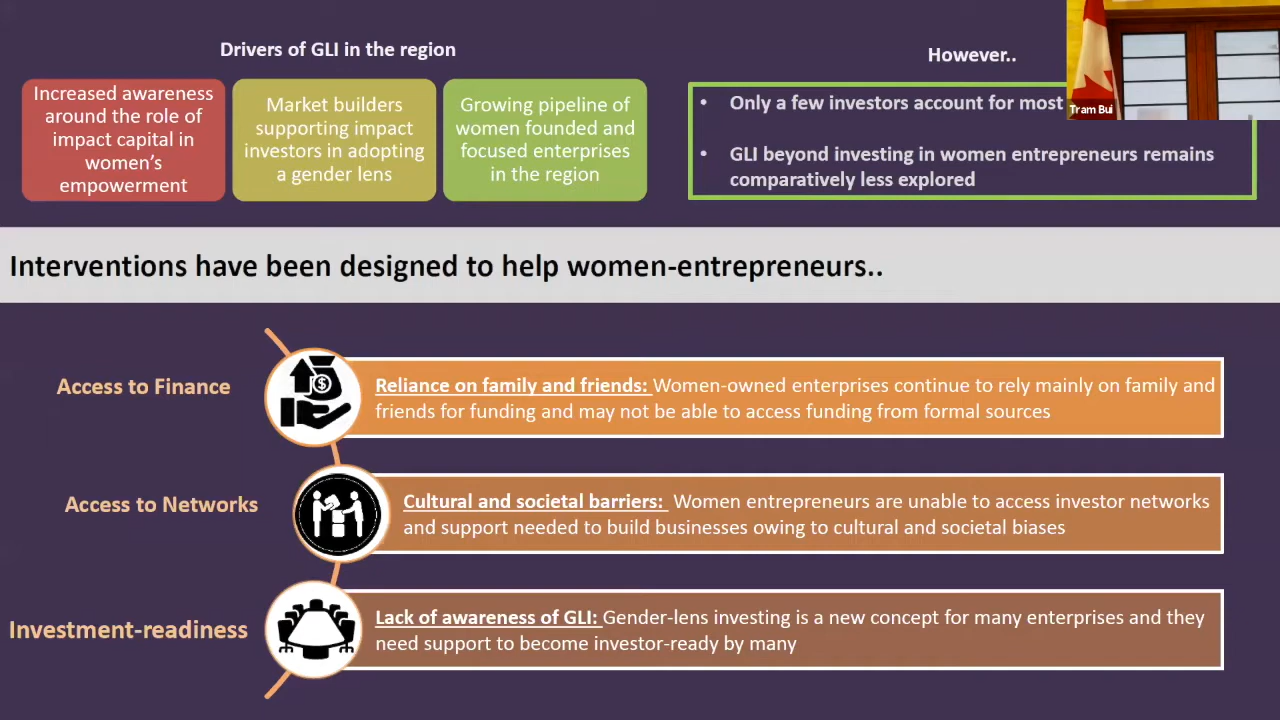 Drivers of GLI in the region
Increased awareness
around the role of
impact capital in
women's
empowerment
Market builders
supporting impact
investors in adopting
a gender lens
Growing pipeline of
women founded and
focused enterprises
in the region
However..
• Only a few investors account for most
• GLI beyond investing in women entrepreneurs remains
comparatively less explored
Tram Bui
Interventions have been designed to help women-entrepreneurs..
Access to Finance
Reliance on family and friends: Women-owned enterprises continue to rely mainly on family and
friends for funding and may not be able to access funding from formal sources
Access to Networks
Cultural and societal barriers: Women entrepreneurs are unable to access investor networks
and support needed to build businesses owing to cultural and societal biases
Investment-readiness
Lack of awareness of GLI: Gender-lens investing is a new concept for many enterprises and they
need support to become investor-ready by many